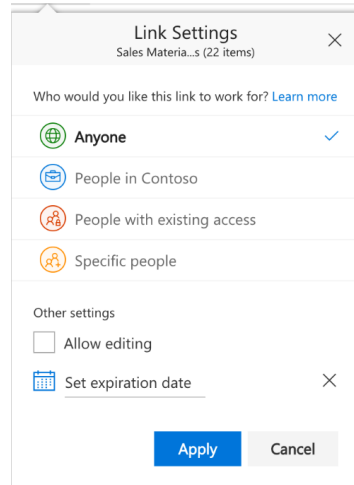 Link Settings
Sales Materia...s (22 items)
Who would you like this link to work for? Learn more
Anyone
People in Contoso
People with existing access
Specific people
Other settings
Allow editing
Set expiration date
Apply Cancel